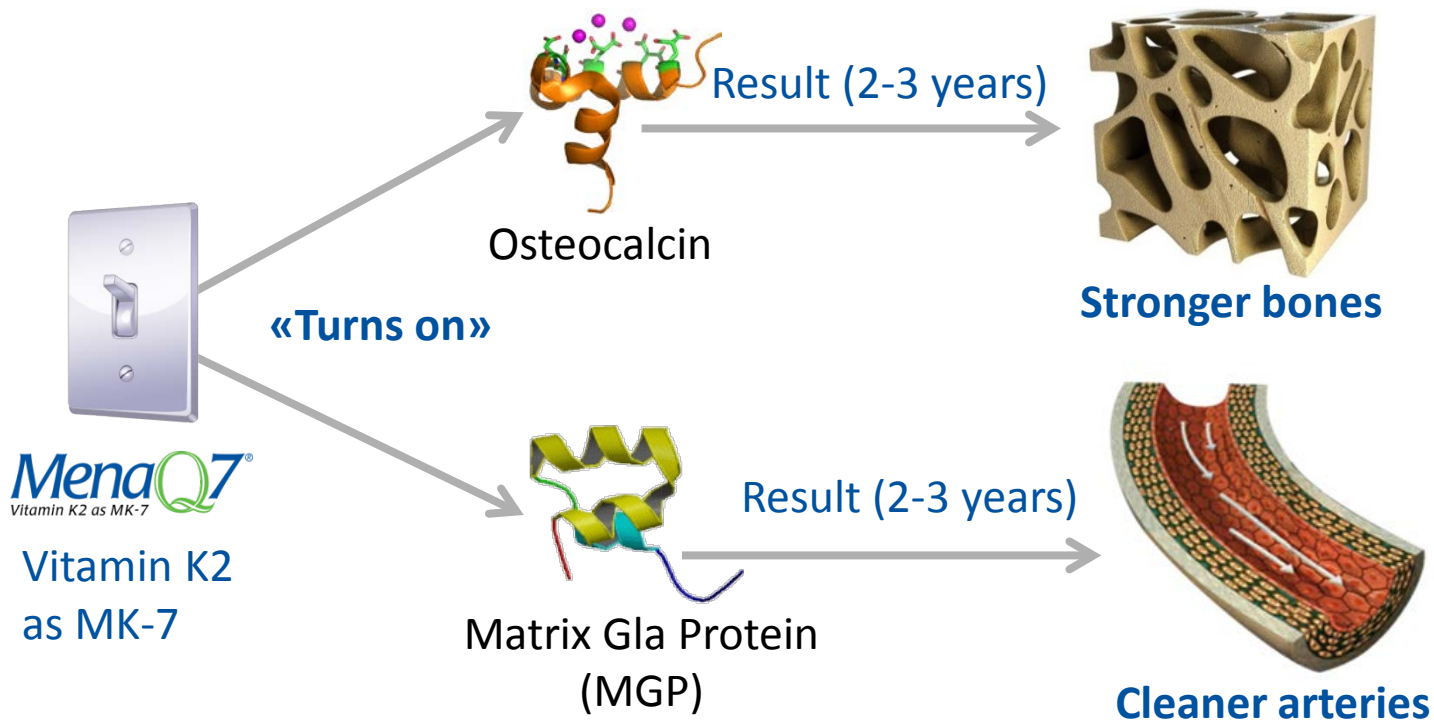 Result (2-3 years)
Osteocalcin
Stronger bones
«Turns on»
MenaQ7®
Vitamin K2 as MK-7
Vitamin K2
as MK-7
Result (2-3 years)
Matrix Gla Protein
(MGP)
Cleaner arteries